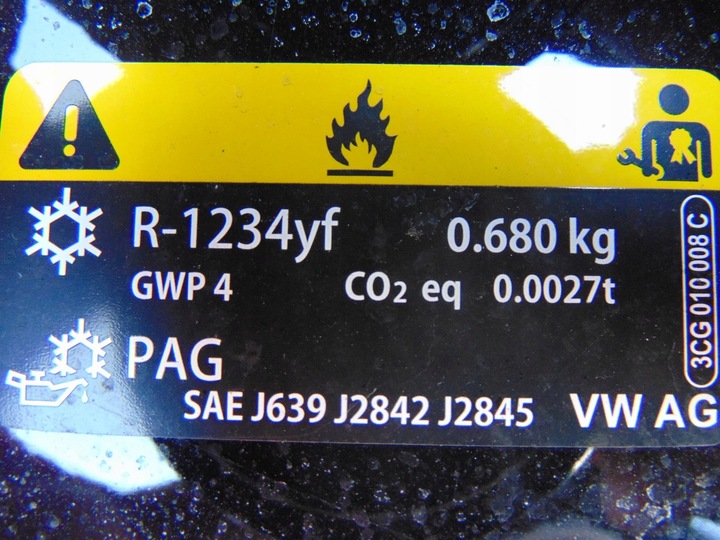 R-1234yf 0.680 kg
GWP 4 CO2 eq 0.0027t
PAG
SAE J639 J2842 J2845 VW AG
3CG 010 008 C